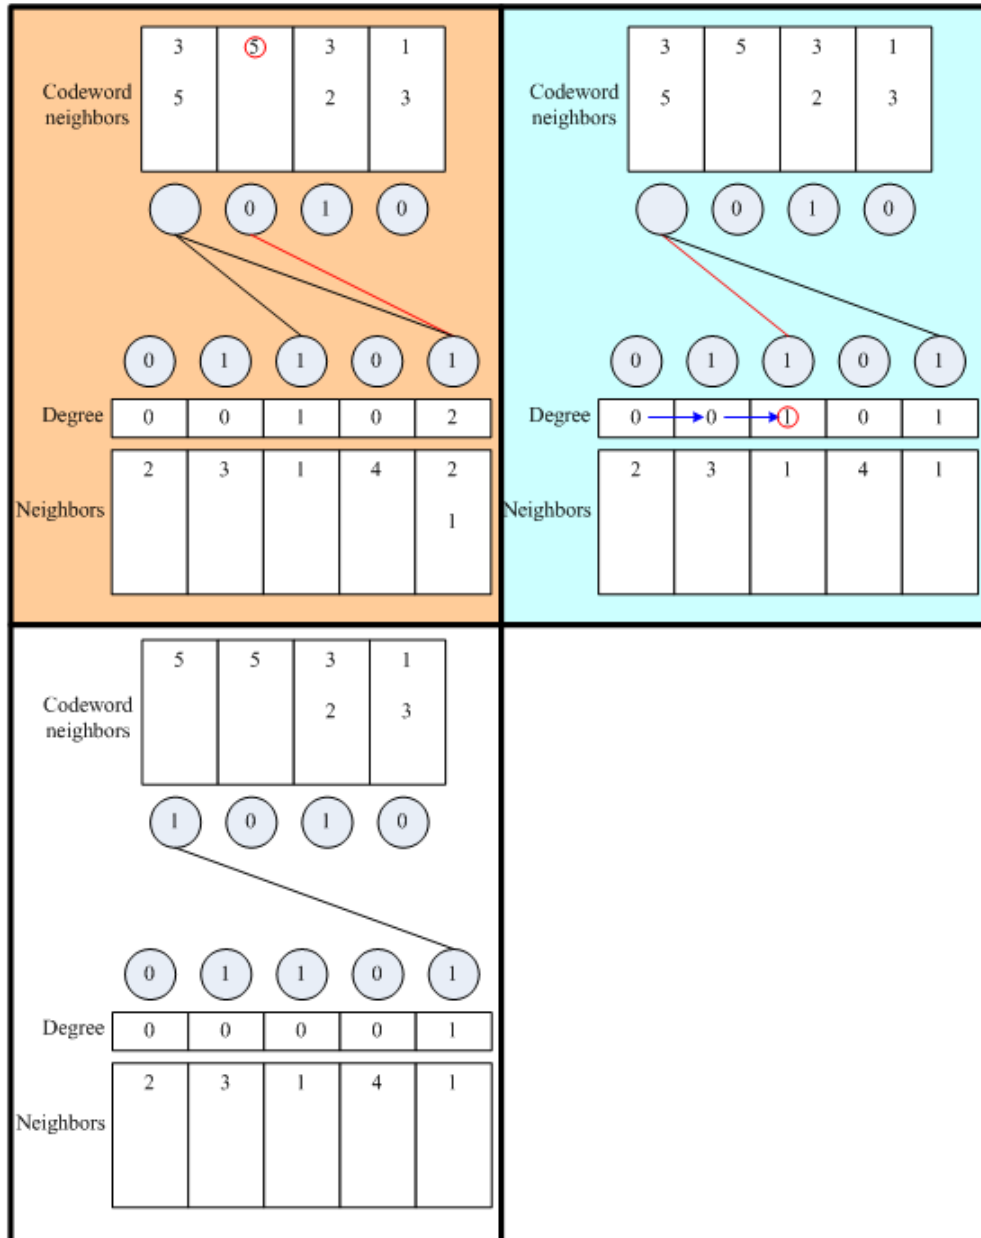 3 5 3 1
Codeword
neighbors
5 2 3
0 1 0
0 1 1 0 1
Degree 0 0 1 0 2
2 3 1 4 2
Neighbors
1
3 5 3 1
Codeword
neighbors
5 2 3
0 1 0
0 1 1 0 1
Degree 0 0 1 0 1
2 3 1 4 1
Neighbors
5 5 3 1
Codeword
neighbors
2 3
1 0 1 0
0 1 1 0 1
Degree 0 0 0 0 1
2 3 1 4 1
Neighbors